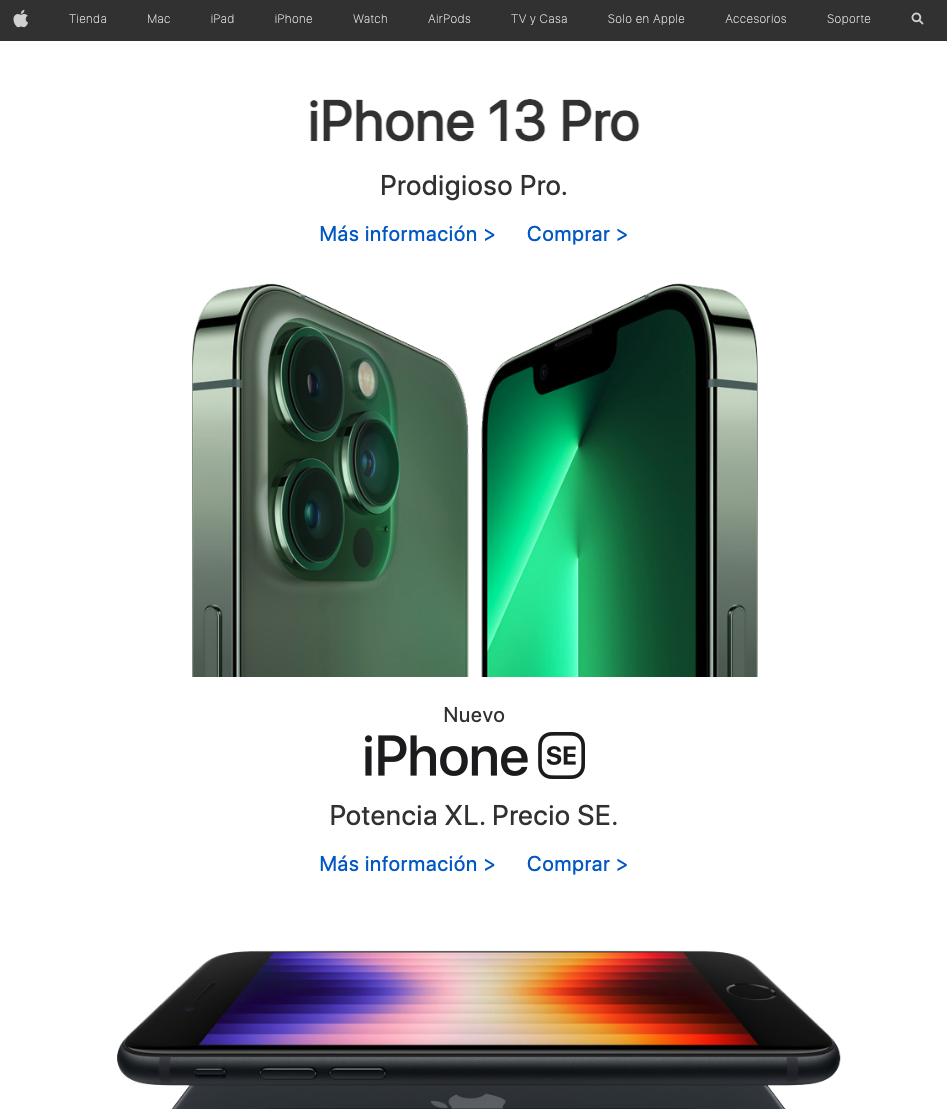 Tienda Mac iPad iPhone Watch AirPods TV y Casa Solo en Apple Accesorios Soporte
iPhone 13 Pro
Prodigioso Pro.
Más información > Comprar >
Nuevo
iPhone SE
Potencia XL. Precio SE.
Más información > Comprar >